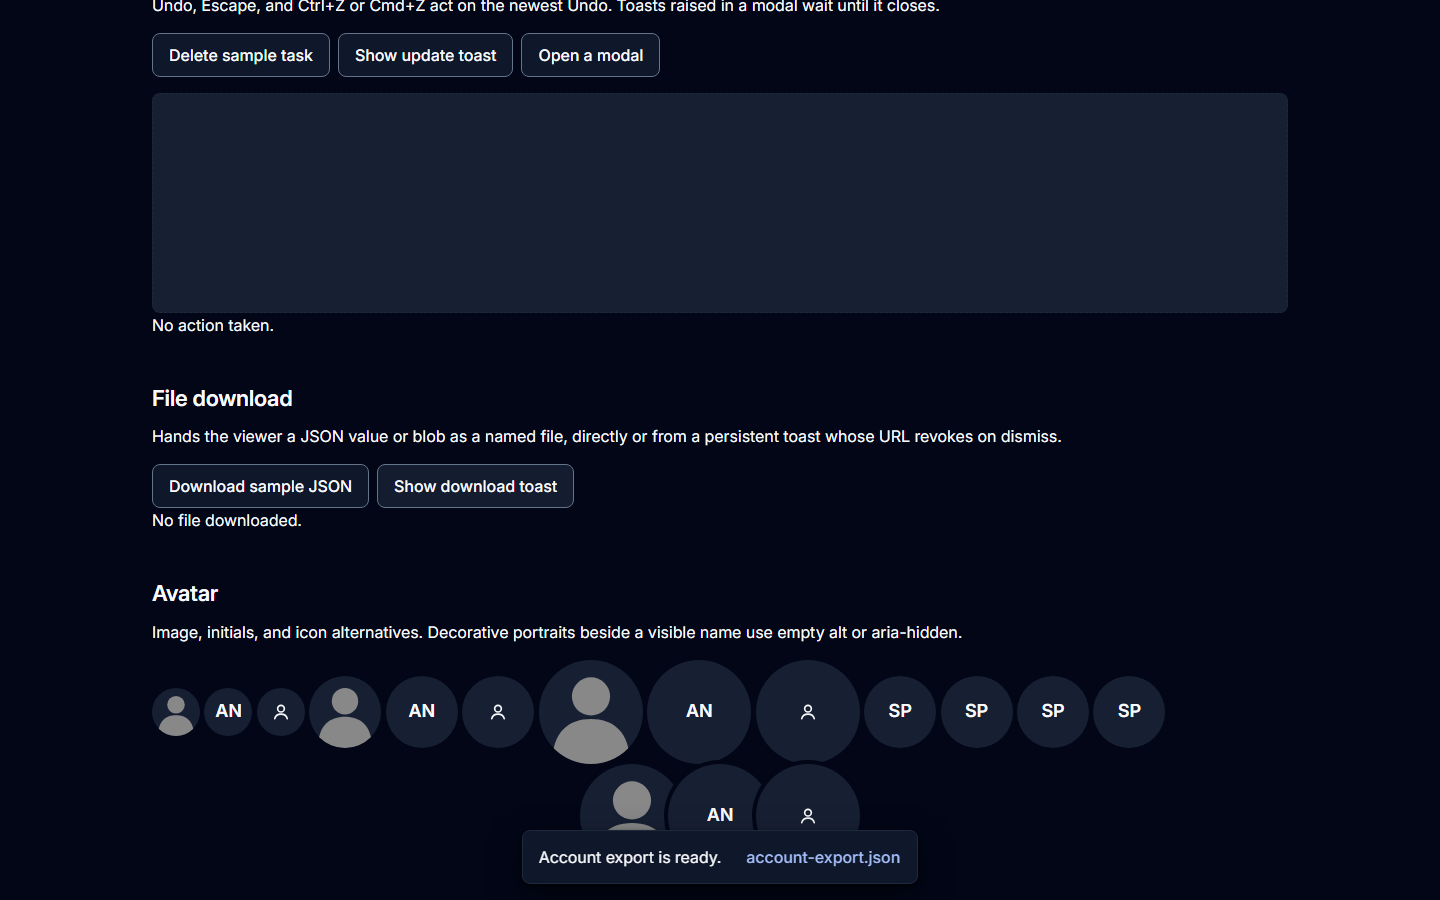 Undo, Escape, and Ctrl+Z or Cmd+Z act on the newest Undo. Toasts raised in a modal wait until it closes.
Delete sample task Show update toast Open a modal
No action taken.
File download
Hands the viewer a JSON value or blob as a named file, directly or from a persistent toast whose URL revokes on dismiss.
Download sample JSON Show download toast
No file downloaded.
Avatar
Image, initials, and icon alternatives. Decorative portraits beside a visible name use empty alt or aria-hidden.
AN AN AN SP SP SP SP
AN
Account export is ready. account-export.json